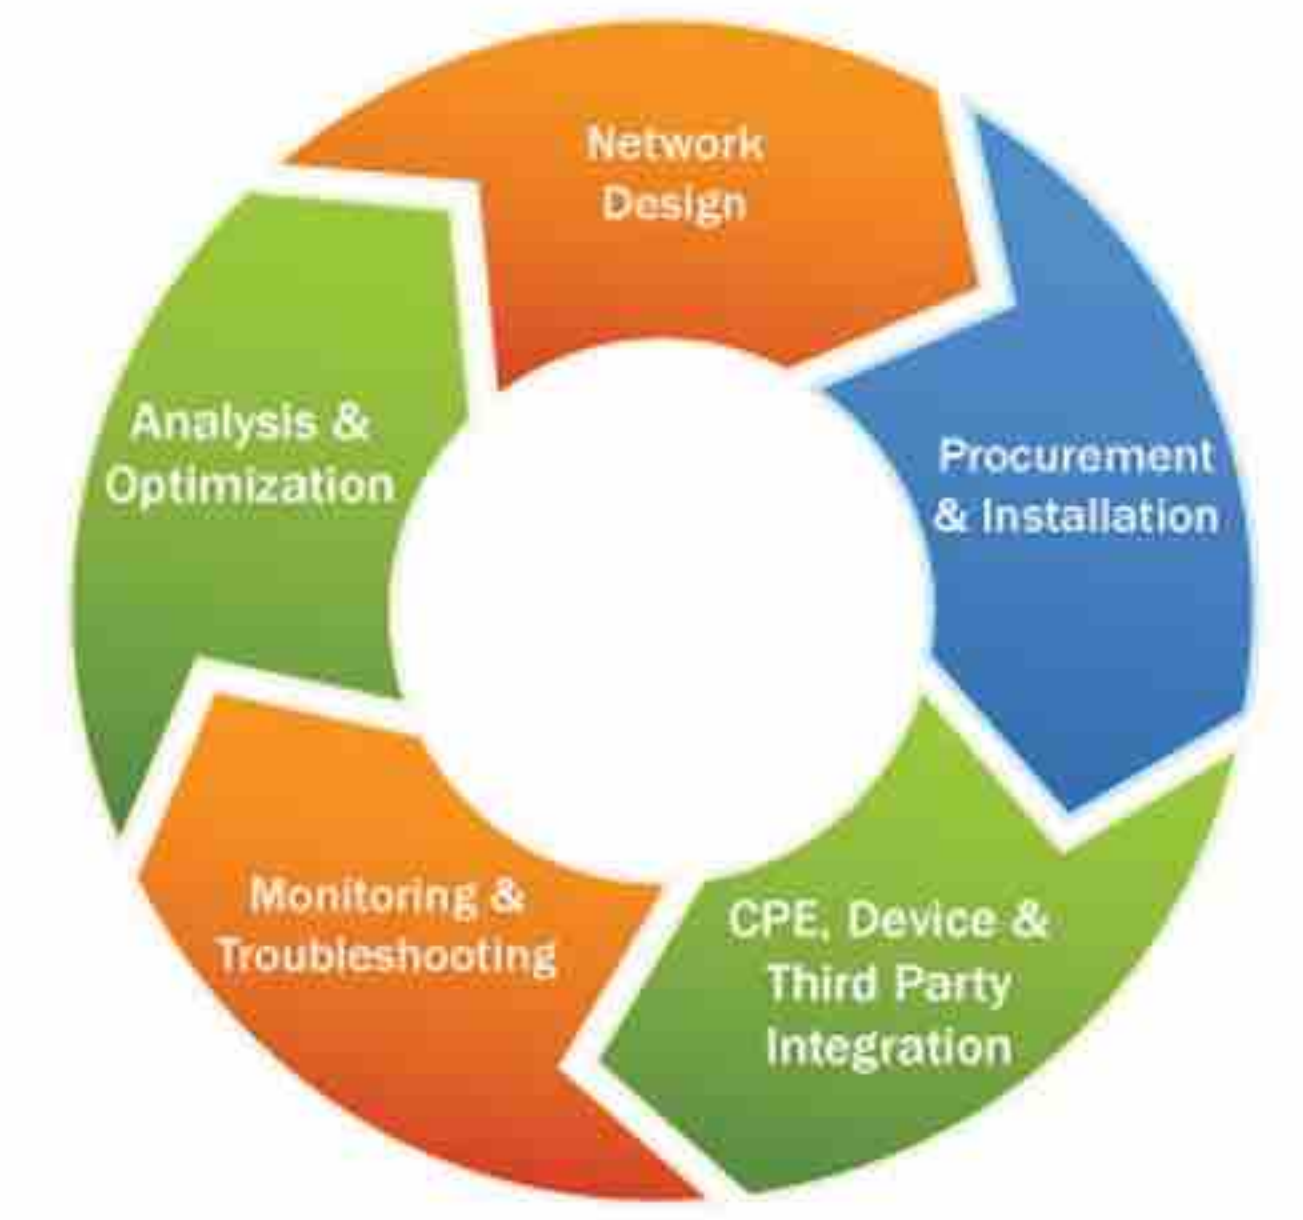 Network
Design
Procurement
& Installation
CPE, Device &
Third Party
Integration
Monitoring &
Troubleshooting
Analysis &
Optimization